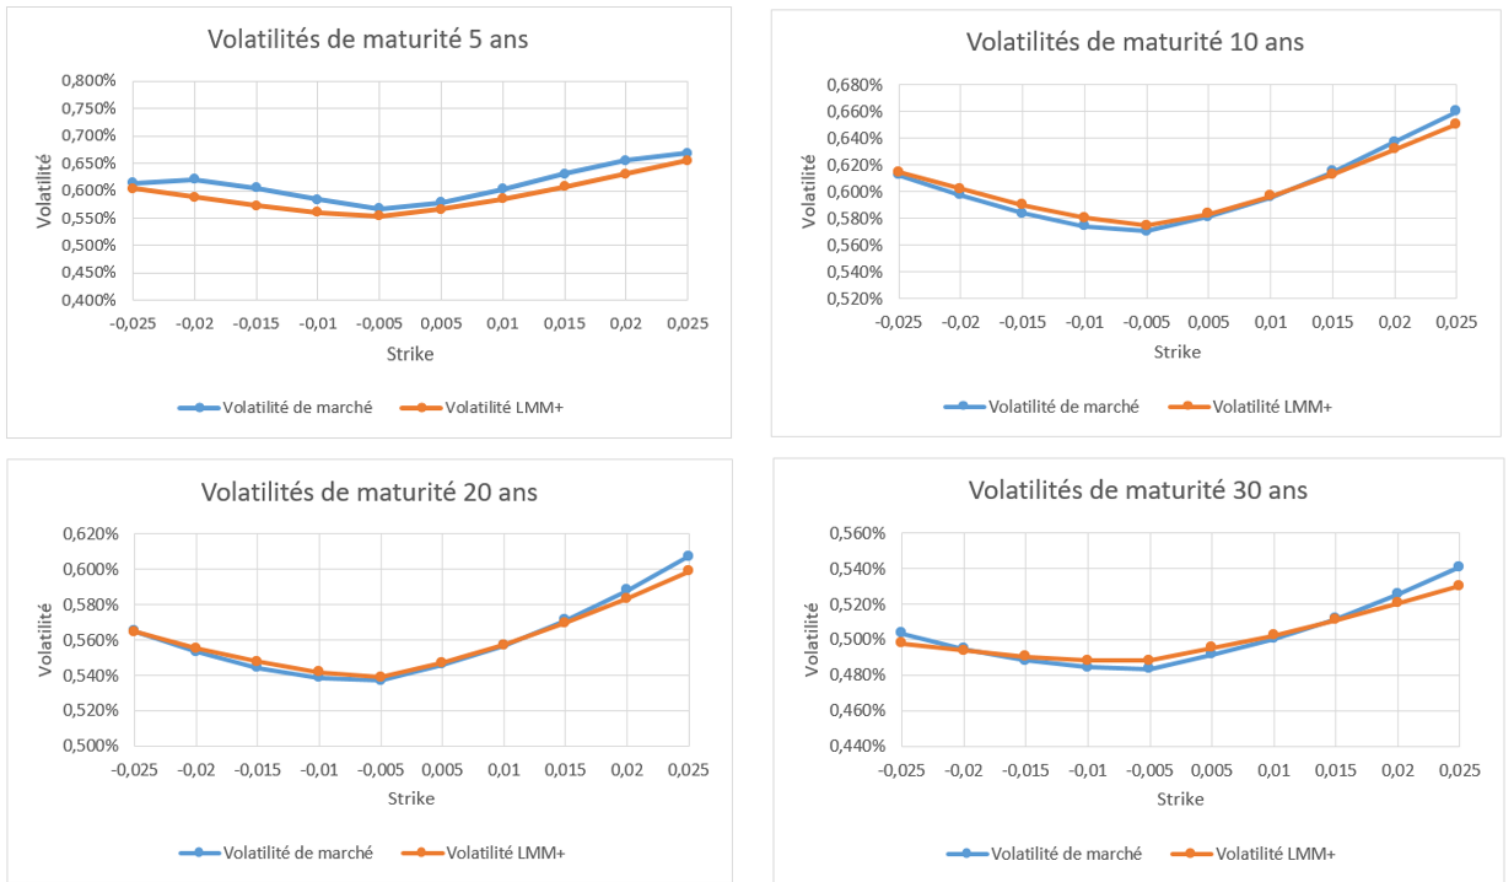 Volatilités de maturité 5 ans
Volatilité
0,800%
0,750%
0,700%
0,650%
0,600%
0,550%
0,500%
0,450%
0,400%
-0,025 -0,02 -0,015 -0,01 -0,005 0,005 0,01 0,015 0,02 0,025
Strike
Volatilité de marché Volatilité LMM+
Volatilités de maturité 10 ans
Volatilité
0,680%
0,660%
0,640%
0,620%
0,600%
0,580%
0,560%
0,540%
0,520%
-0,025 -0,02 -0,015 -0,01 -0,005 0,005 0,01 0,015 0,02 0,025
Strike
Volatilité de marché Volatilité LMM+
Volatilités de maturité 20 ans
Volatilité
0,620%
0,600%
0,580%
0,560%
0,540%
0,520%
0,500%
-0,025 -0,02 -0,015 -0,01 -0,005 0,005 0,01 0,015 0,02 0,025
Strike
Volatilité de marché Volatilité LMM+
Volatilités de maturité 30 ans
Volatilité
0,560%
0,540%
0,520%
0,500%
0,480%
0,460%
0,440%
-0,025 -0,02 -0,015 -0,01 -0,005 0,005 0,01 0,015 0,02 0,025
Strike
Volatilité de marché Volatilité LMM+